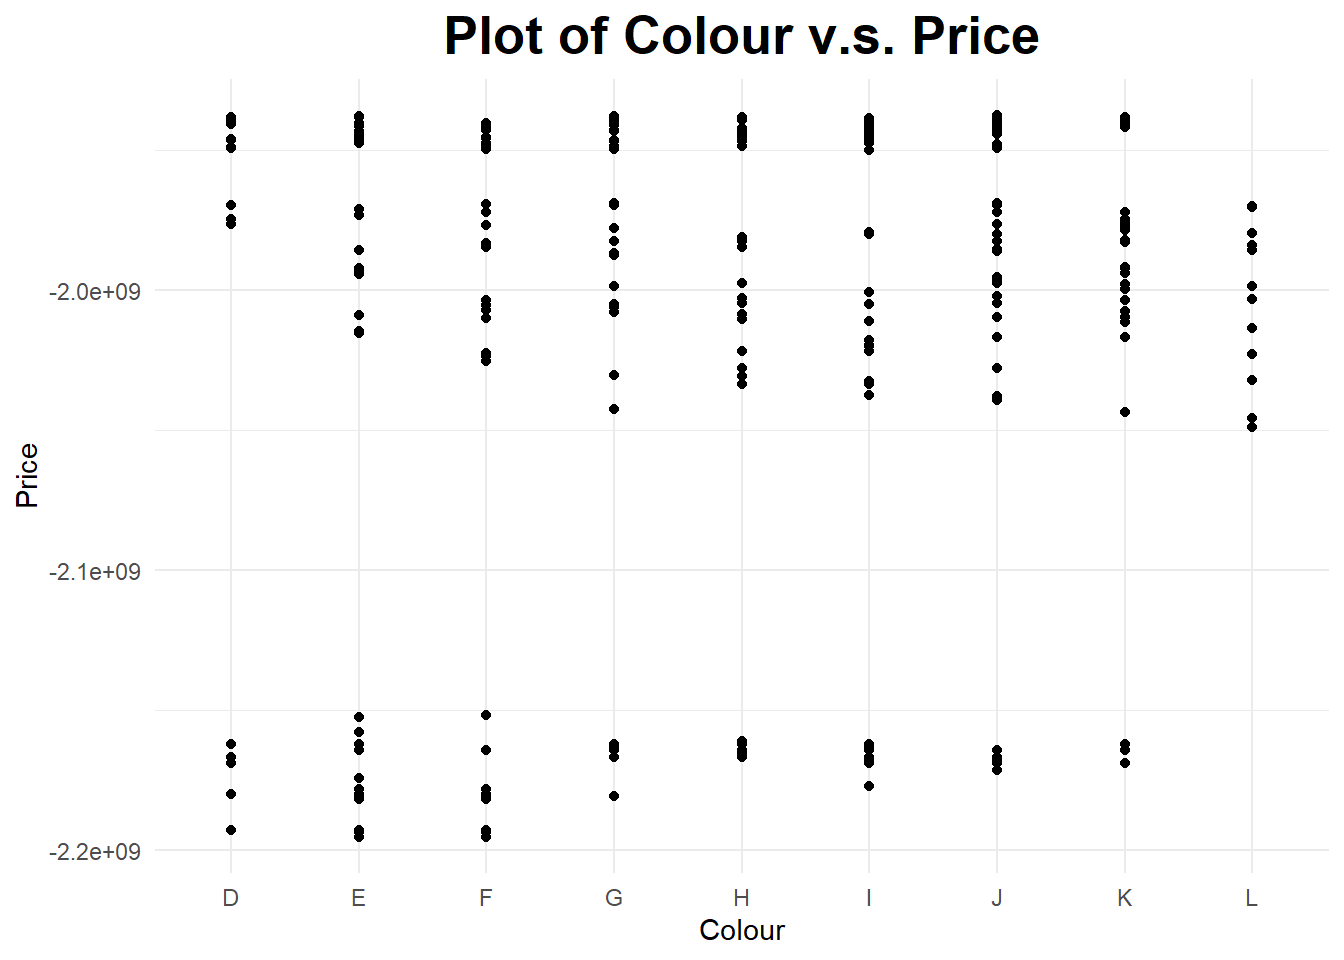 Plot of Colour v.s. Price
-2.0e+09
-2.1e+09
-2.2e+09
Price
D E F G H I J K L
Colour